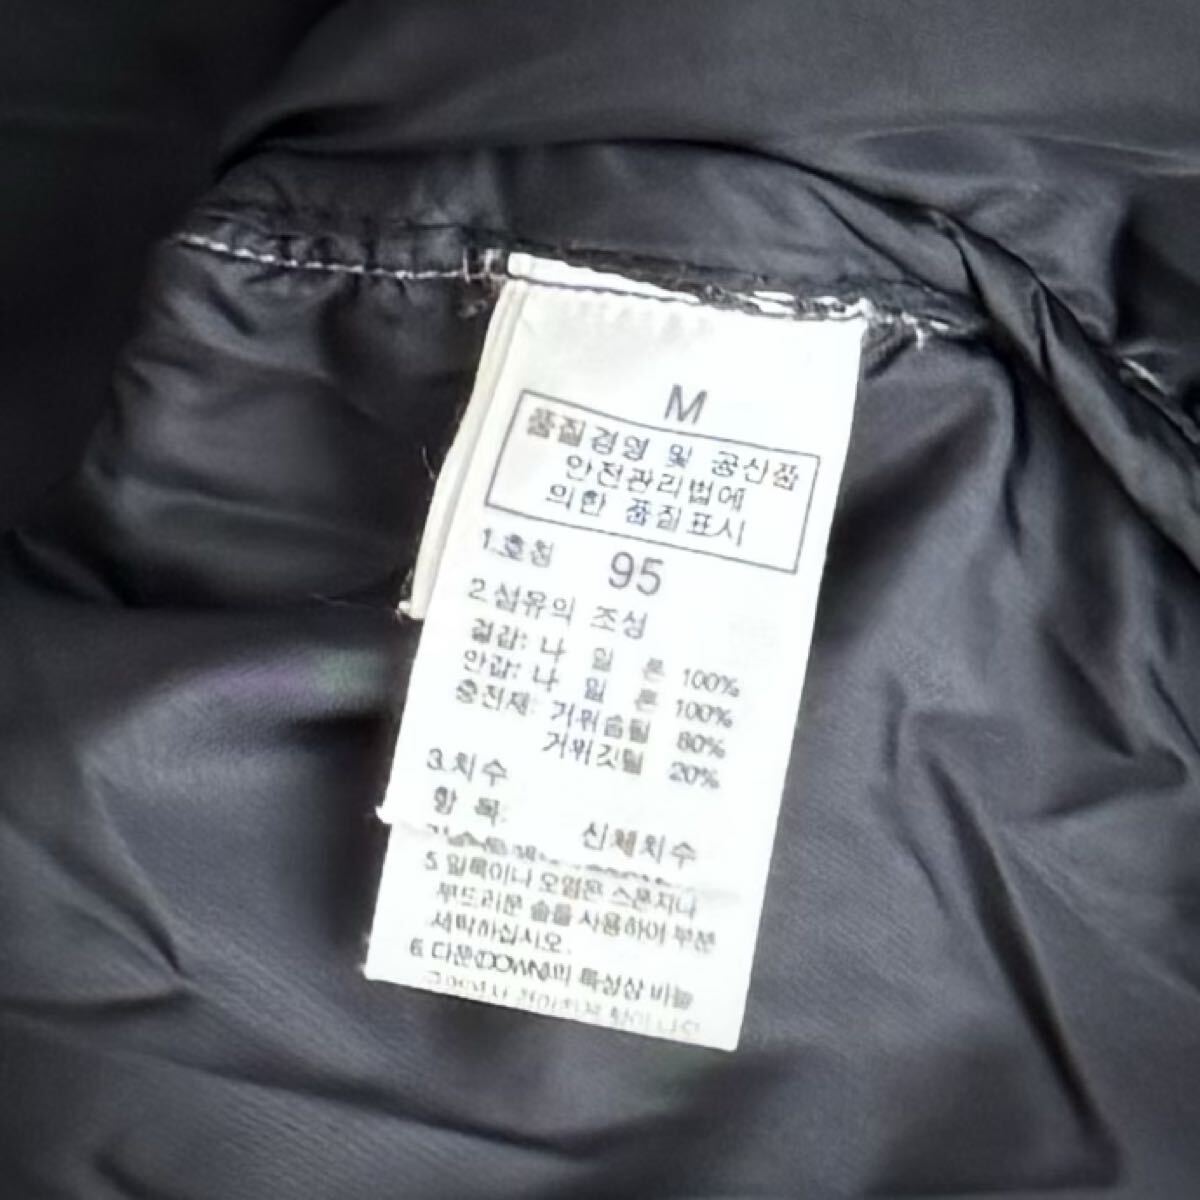 M
품질경영 및 공산품
안전관리법에
의한 품질표시
1.호칭 95
2.섬유의 조성
겉감: 나 일 론 100%
안감: 나 일 론 100%
충전재: 거위솜털 80%
거위깃털 20%
3.치수
항 목: 신체치수
5. 얼룩이나 오염은 스폰지나
부드러운 솔을 사용하여 부분
세탁하십시오.
6. 다운(DOWN)의 특성상 비늘